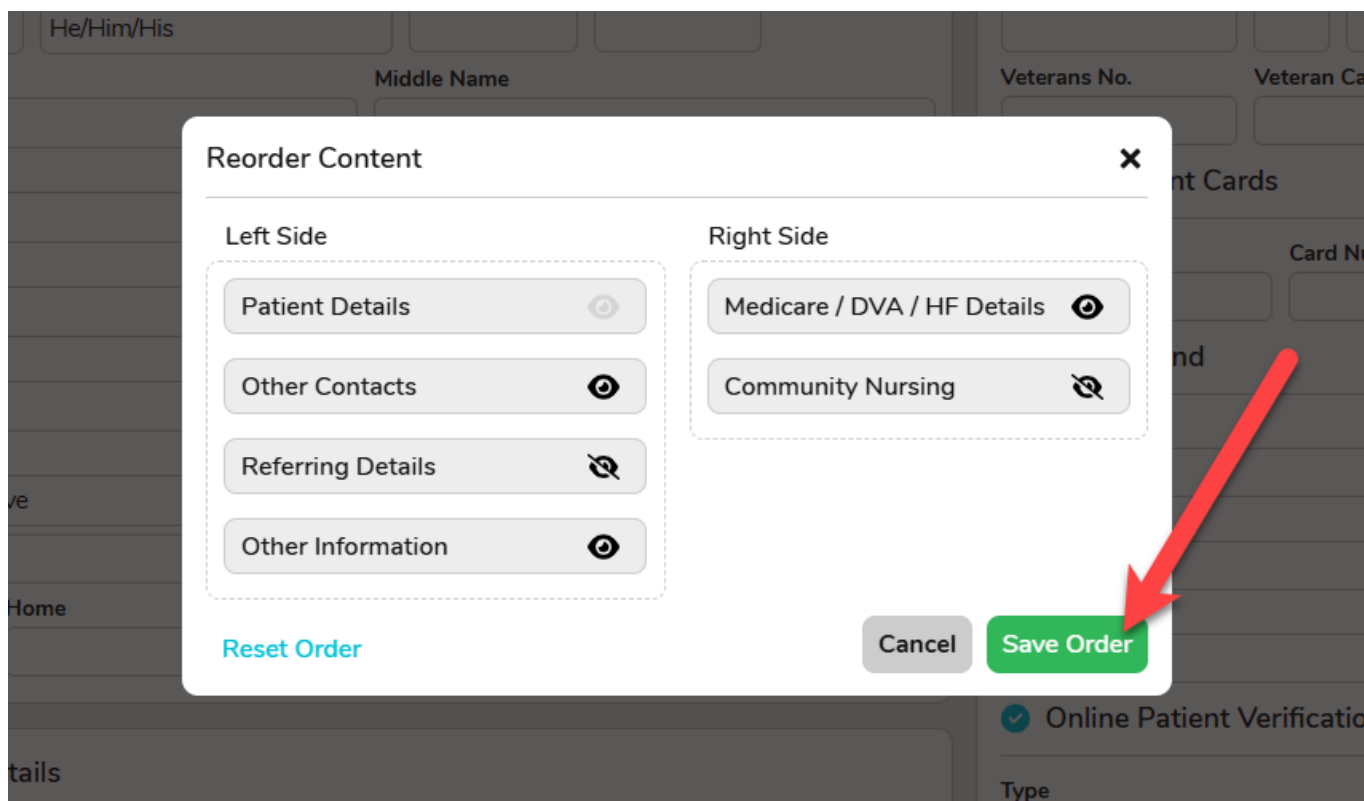 He/Him/His
Middle Name
Veterans No.
Veteran Ca
Reorder Content
nt Cards
Left Side
Right Side
Card Nu
Patient Details
Medicare / DVA / HF Details
nd
Other Contacts
Community Nursing
Referring Details
ve
Other Information
Home
Reset Order
Cancel
Save Order
Online Patient Verificatio
tails
Type